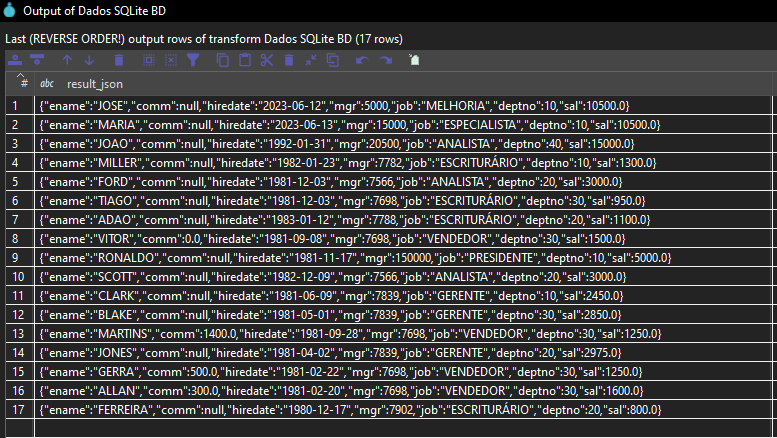 Output of Dados SQLite BD
Last (REVERSE ORDER!) output rows of transform Dados SQLite BD (17 rows)
# abc result_json
1 {"ename":"JOSE","comm":null,"hiredate":"2023-06-12","mgr":5000,"job":"MELHORIA","deptno":10,"sal":10500.0}
2 {"ename":"MARIA","comm":null,"hiredate":"2023-06-13","mgr":15000,"job":"ESPECIALISTA","deptno":10,"sal":10500.0}
3 {"ename":"JOAO","comm":null,"hiredate":"1992-01-31","mgr":20500,"job":"ANALISTA","deptno":40,"sal":15000.0}
4 {"ename":"MILLER","comm":null,"hiredate":"1982-01-23","mgr":7782,"job":"ESCRITURÁRIO","deptno":10,"sal":1300.0}
5 {"ename":"FORD","comm":null,"hiredate":"1981-12-03","mgr":7566,"job":"ANALISTA","deptno":20,"sal":3000.0}
6 {"ename":"TIAGO","comm":null,"hiredate":"1981-12-03","mgr":7698,"job":"ESCRITURÁRIO","deptno":30,"sal":950.0}
7 {"ename":"ADAO","comm":null,"hiredate":"1983-01-12","mgr":7788,"job":"ESCRITURÁRIO","deptno":20,"sal":1100.0}
8 {"ename":"VITOR","comm":0.0,"hiredate":"1981-09-08","mgr":7698,"job":"VENDEDOR","deptno":30,"sal":1500.0}
9 {"ename":"RONALDO","comm":null,"hiredate":"1981-11-17","mgr":150000,"job":"PRESIDENTE","deptno":10,"sal":5000.0}
10 {"ename":"SCOTT","comm":null,"hiredate":"1982-12-09","mgr":7566,"job":"ANALISTA","deptno":20,"sal":3000.0}
11 {"ename":"CLARK","comm":null,"hiredate":"1981-06-09","mgr":7839,"job":"GERENTE","deptno":10,"sal":2450.0}
12 {"ename":"BLAKE","comm":null,"hiredate":"1981-05-01","mgr":7839,"job":"GERENTE","deptno":30,"sal":2850.0}
13 {"ename":"MARTINS","comm":1400.0,"hiredate":"1981-09-28","mgr":7698,"job":"VENDEDOR","deptno":30,"sal":1250.0}
14 {"ename":"JONES","comm":null,"hiredate":"1981-04-02","mgr":7839,"job":"GERENTE","deptno":20,"sal":2975.0}
15 {"ename":"GERRA","comm":500.0,"hiredate":"1981-02-22","mgr":7698,"job":"VENDEDOR","deptno":30,"sal":1250.0}
16 {"ename":"ALLAN","comm":300.0,"hiredate":"1981-02-20","mgr":7698,"job":"VENDEDOR","deptno":30,"sal":1600.0}
17 {"ename":"FERREIRA","comm":null,"hiredate":"1980-12-17","mgr":7902,"job":"ESCRITURÁRIO","deptno":20,"sal":800.0}